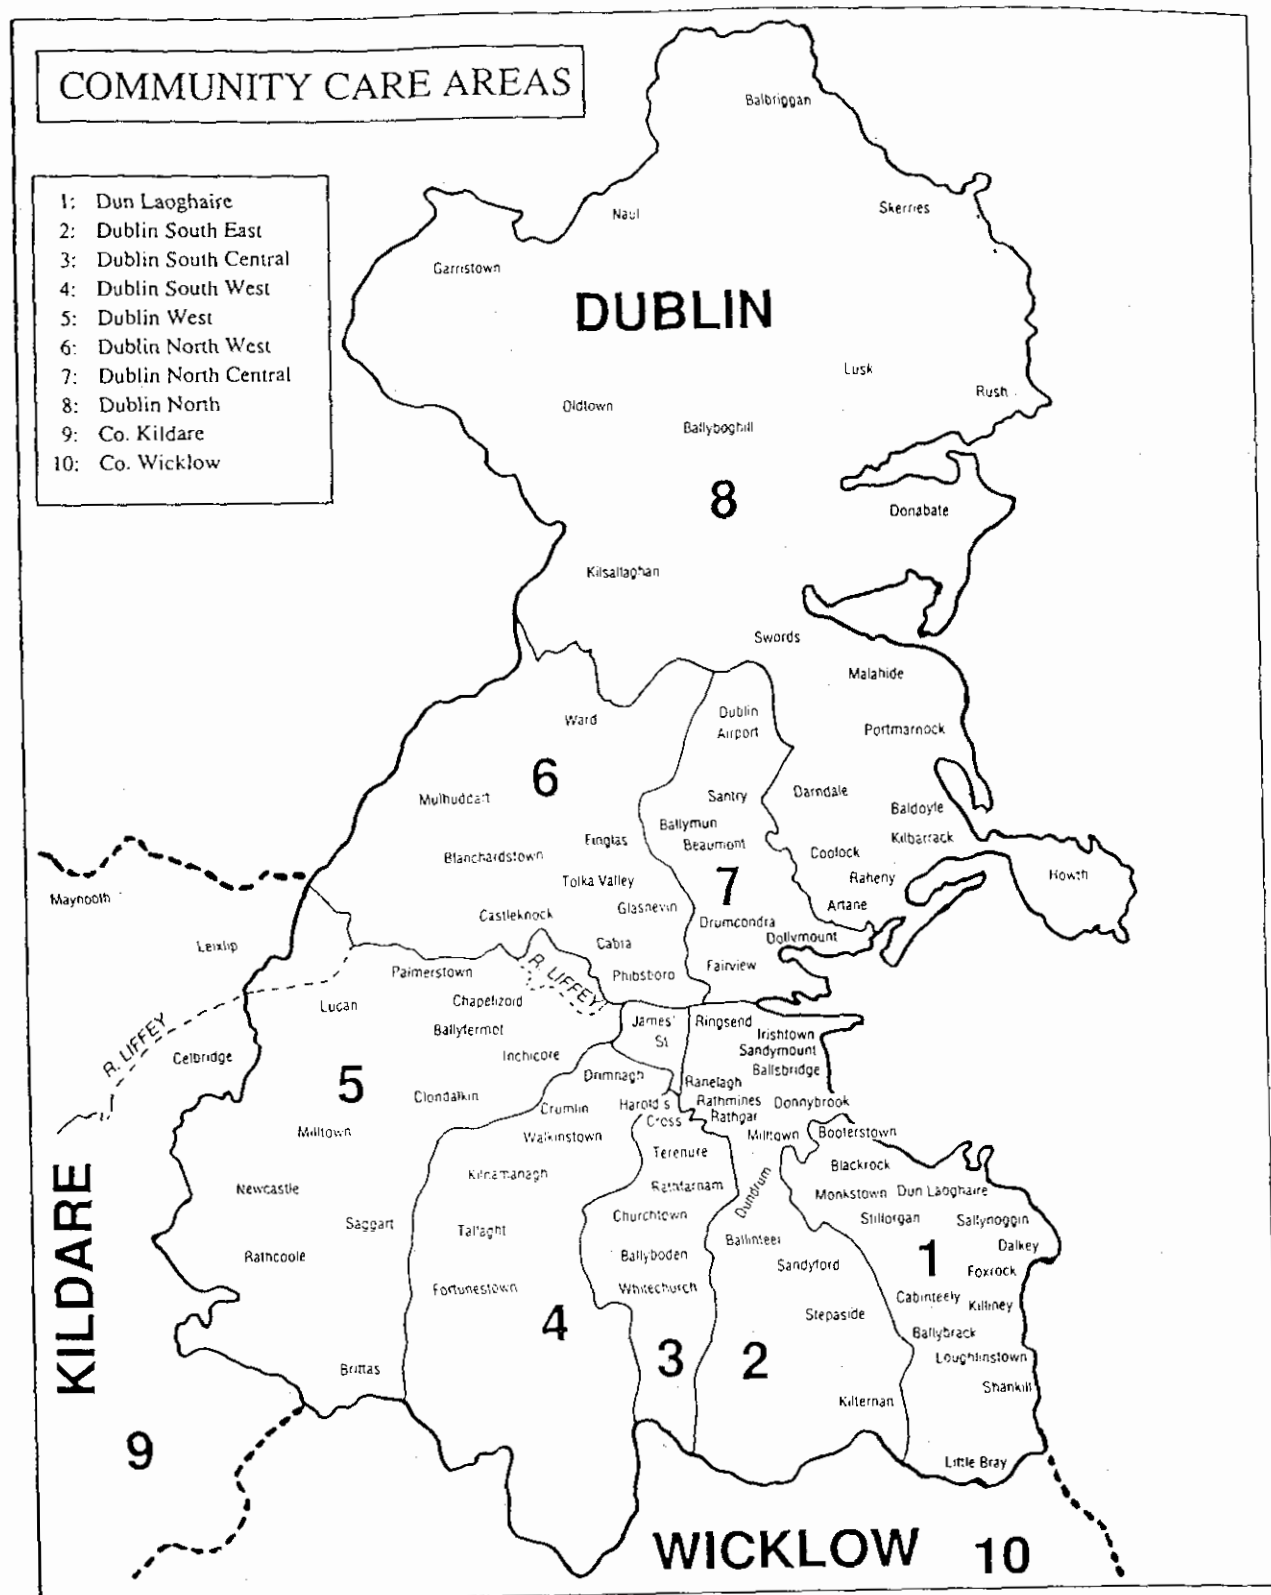 COMMUNITY CARE AREAS
1: Dun Laoghaire
2: Dublin South East
3: Dublin South Central
4: Dublin South West
5: Dublin West
6: Dublin North West
7: Dublin North Central
8: Dublin North
9: Co. Kildare
10: Co. Wicklow
Balbriggan
Naul
Skerries
Garristown
DUBLIN
Lusk
Rush
Oldtown
Ballyboghill
8
Donabate
Kilsallaghan
Swords
Malahide
Ward
Dublin
Airport
Portmarnock
6
Mulhuddart
Santry
Darndale
Baldoyle
Ballymun
Finglas
Beaumont
Kilbarrack
Blanchardstown
Coolock
Tolka Valley
7
Raheny
Howth
Maynooth
Castleknock
Glasnevin
Artane
Drumcondra
Dollymount
Leixlip
Cabra
Palmerstown
R. LIFFEY
Phibsboro
Fairview
Lucan
Chapelizoid
James'
St
Ringsend
Ballyfermot
Irishtown
Sandymount
R. LIFFEY
Celbridge
Inchicore
Ballsbridge
5
Drimnagh
Ranelagh
Clondalkin
Crumlin
Harold's
Cross
Rathmines
Rathgar
Donnybrook
Milltown
Walkinstown
Milltown
Booterstown
Terenure
Blackrock
Kilnamanagh
Newcastle
Rathfarnam
Dundrum
Monkstown
Dun Laoghaire
Saggart
Tallaght
Churchtown
Stillorgan
Sallynoggin
Ballinteer
Dalkey
Rathcoole
Ballyboden
Sandyford
1
Foxrock
Fortunestown
Whitechurch
Cabinteely
Killiney
KILDARE
4
Stepaside
Ballybrack
3
2
Loughlinstown
Brittas
Shankill
Kilternan
9
Little Bray
WICKLOW 10